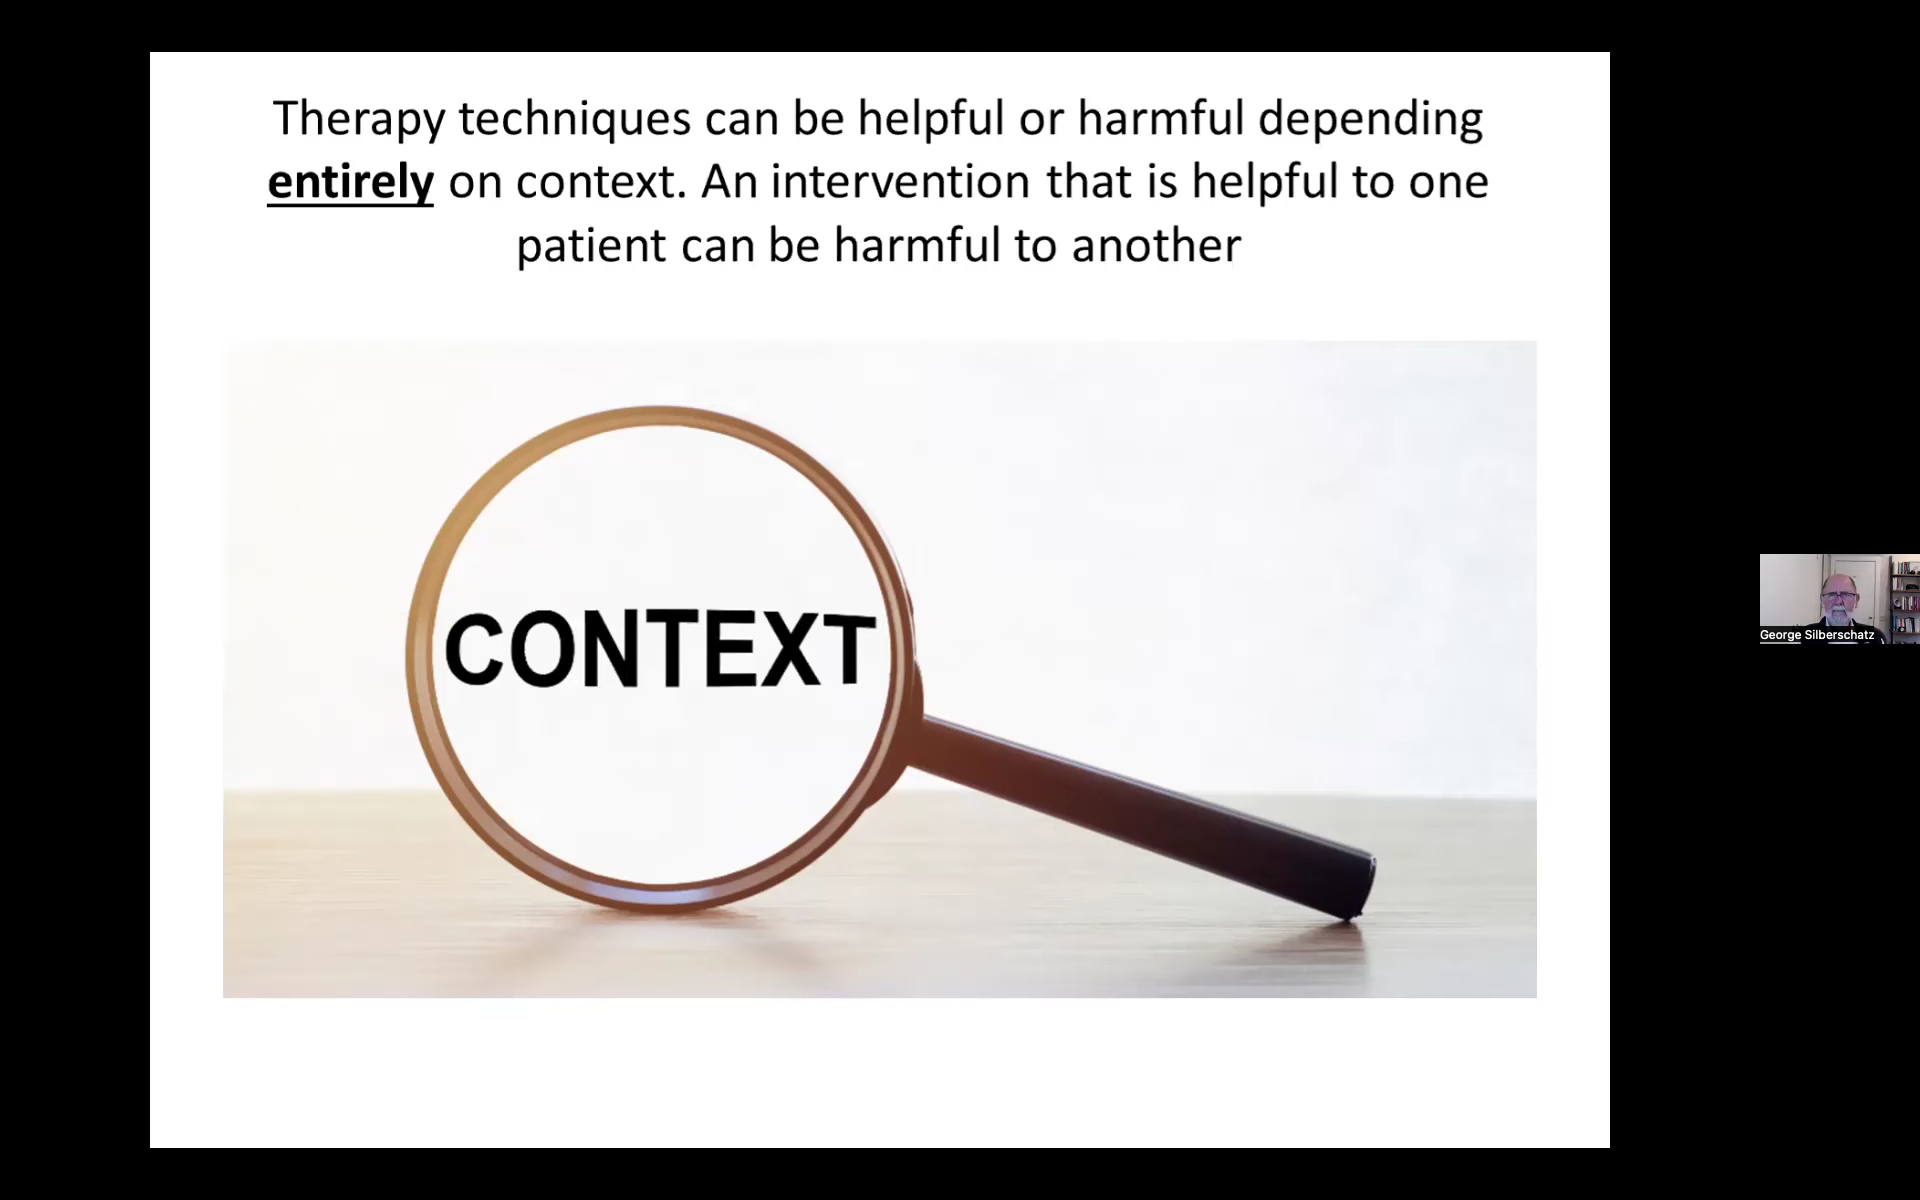 Therapy techniques can be helpful or harmful depending
entirely on context. An intervention that is helpful to one
patient can be harmful to another
CONTEXT
George Silberschatz